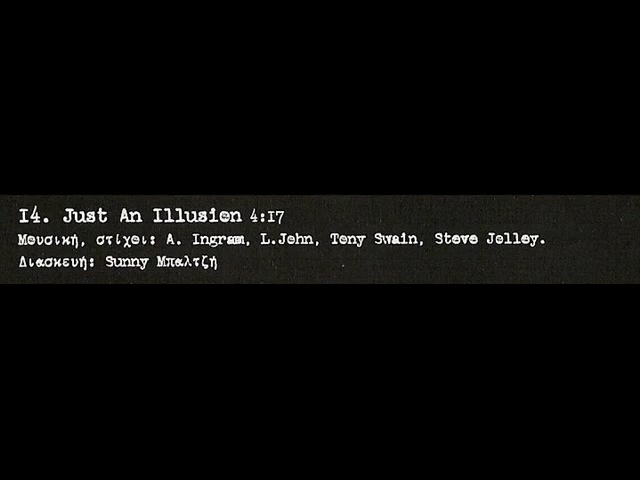 14. Just An Illusion 4:17
Μουσική, στίχοι: A. Ingram, L.John, Tony Swain, Steve Jolley.
Διασκευή: Sunny Μπαλτζή